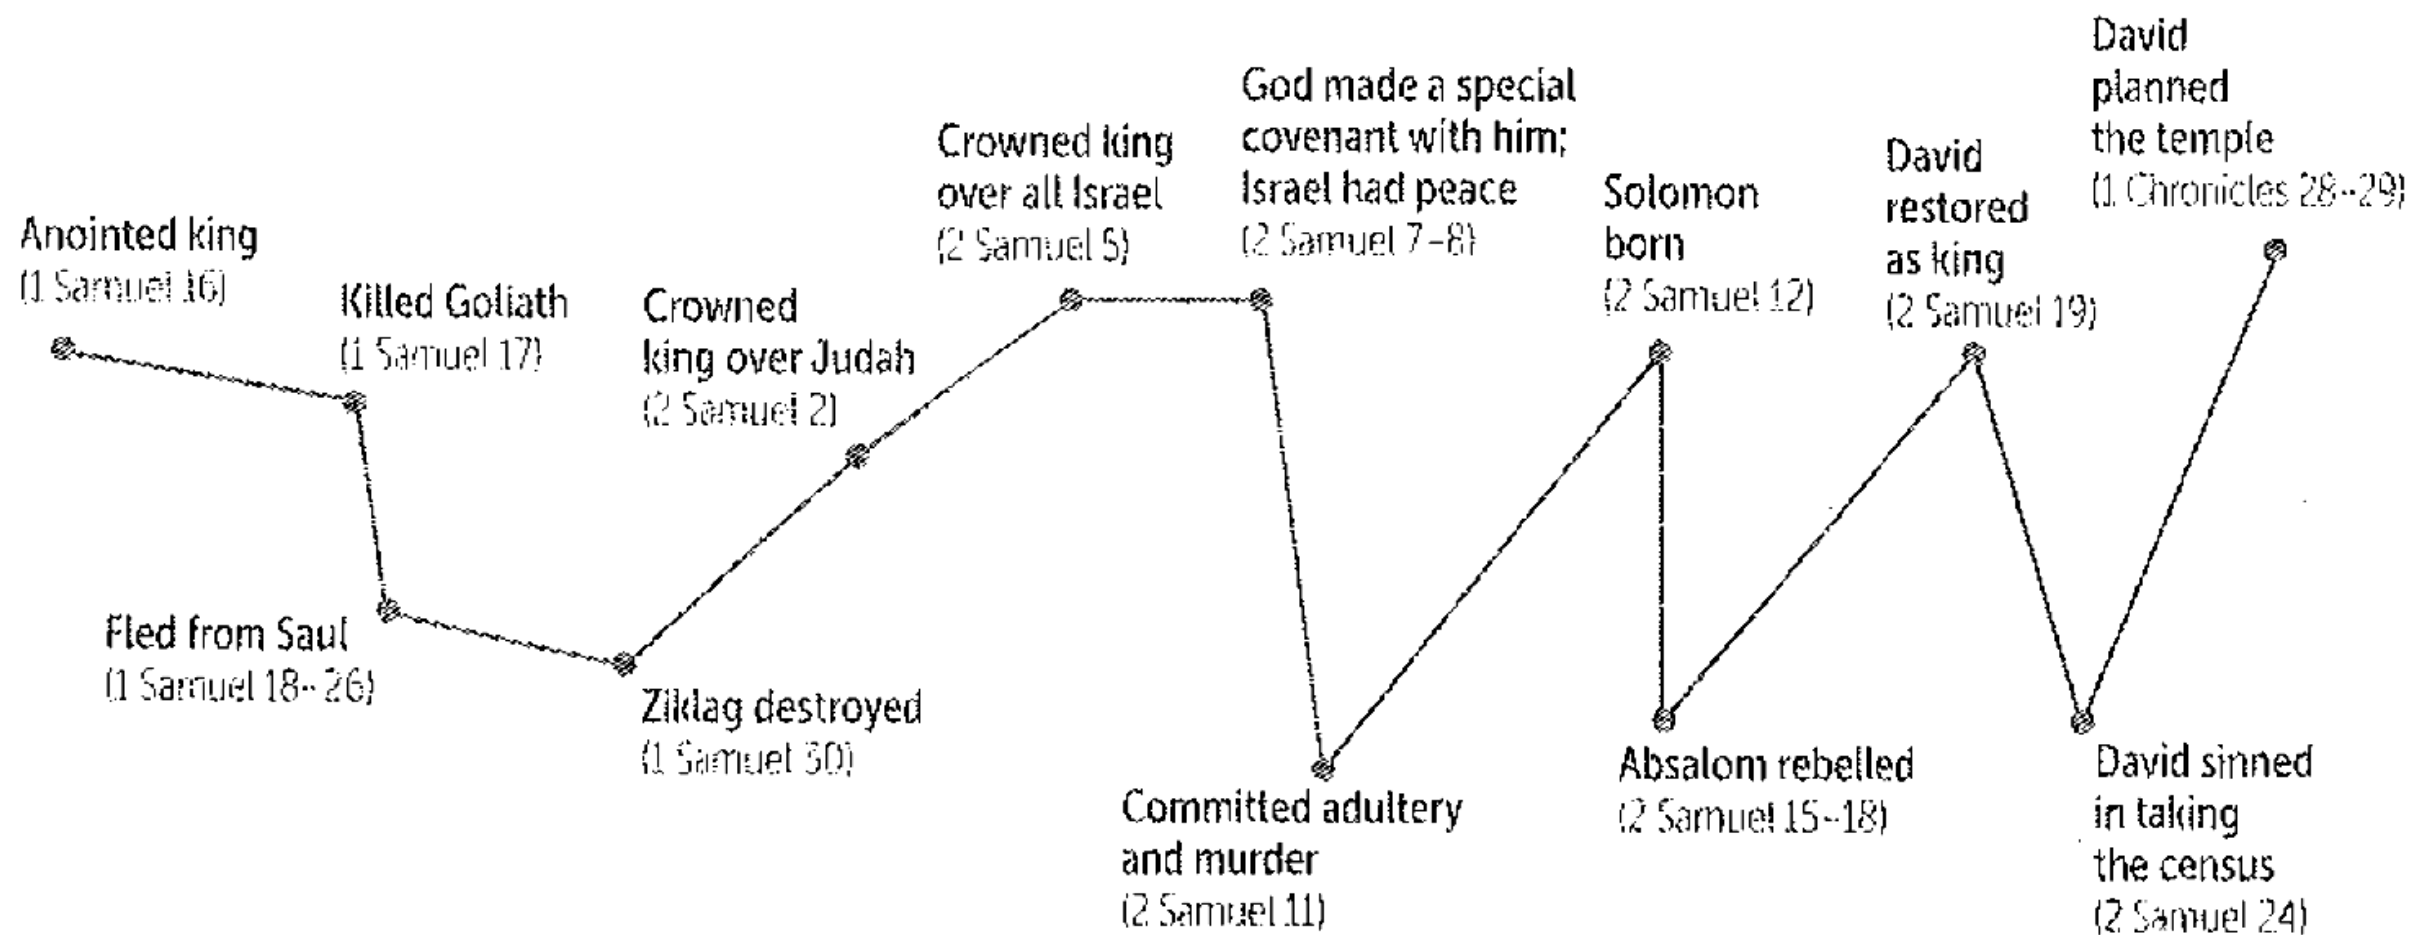 Anointed king
(1 Samuel 16)
Killed Goliath
(1 Samuel 17)
Fled from Saul
(1 Samuel 18-26)
Ziklag destroyed
(1 Samuel 30)
Crowned
king over Judah
(2 Samuel 2)
Crowned king
over all Israel
(2 Samuel 5)
God made a special
covenant with him;
Israel had peace
(2 Samuel 7-8)
Committed adultery
and murder
(2 Samuel 11)
Solomon
born
(2 Samuel 12)
Absalom rebelled
(2 Samuel 15-18)
David
restored
as king
(2 Samuel 19)
David sinned
in taking
the census
(2 Samuel 24)
David
planned
the temple
(1 Chronicles 28-29)